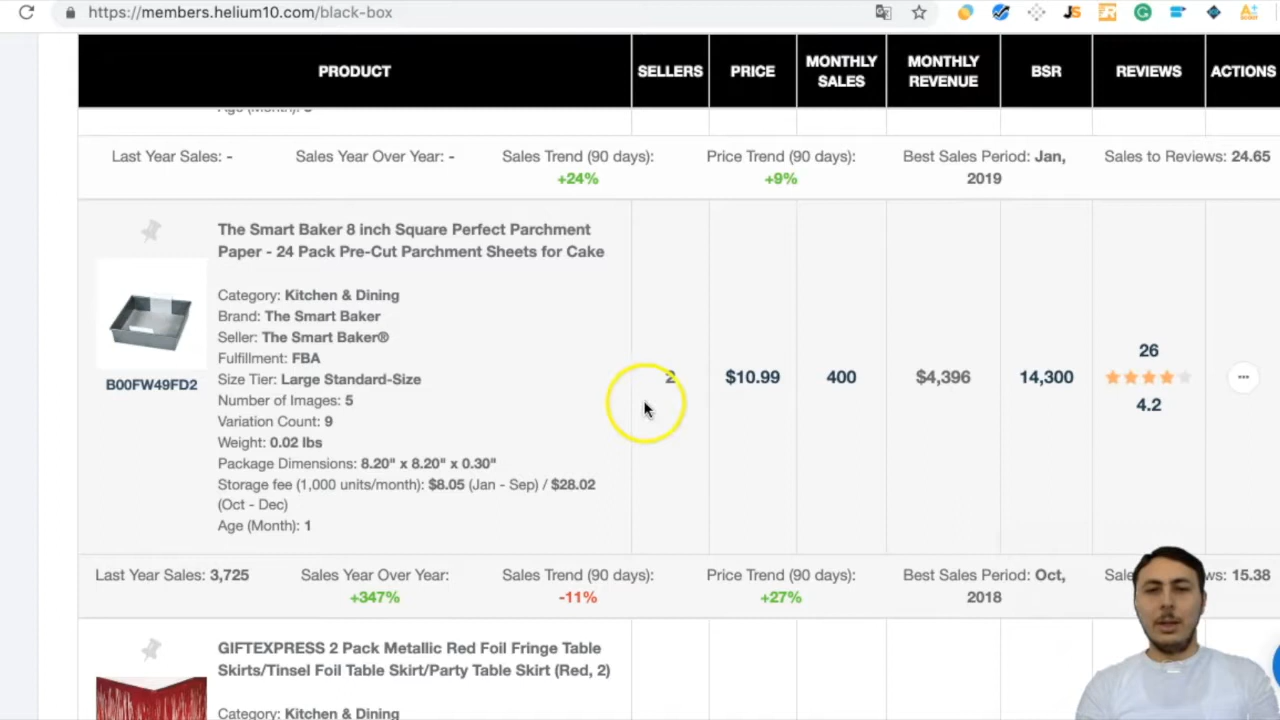 https://members.helium10.com/black-box
PRODUCT
SELLERS
PRICE
MONTHLY
SALES
MONTHLY
REVENUE
BSR
REVIEWS
ACTIONS
Last Year Sales: -
Sales Year Over Year: -
Sales Trend (90 days):
+24%
Price Trend (90 days):
+9%
Best Sales Period: Jan,
2019
Sales to Reviews: 24.65
The Smart Baker 8 inch Square Perfect Parchment
Paper - 24 Pack Pre-Cut Parchment Sheets for Cake
Category: Kitchen & Dining
Brand: The Smart Baker
Seller: The Smart Baker®
Fulfillment: FBA
Size Tier: Large Standard-Size
Number of Images: 5
Variation Count: 9
Weight: 0.02 lbs
Package Dimensions: 8.20" x 8.20" x 0.30"
Storage fee (1,000 units/month): $8.05 (Jan - Sep) / $28.02
(Oct - Dec)
Age (Month): 1
B00FW49FD2
2
$10.99
400
$4,396
14,300
26
4.2
Last Year Sales: 3,725
Sales Year Over Year:
+347%
Sales Trend (90 days):
-11%
Price Trend (90 days):
+27%
Best Sales Period: Oct,
2018
15.38
GIFTEXPRESS 2 Pack Metallic Red Foil Fringe Table
Skirts/Tinsel Foil Table Skirt/Party Table Skirt (Red, 2)
Category: Kitchen & Dining